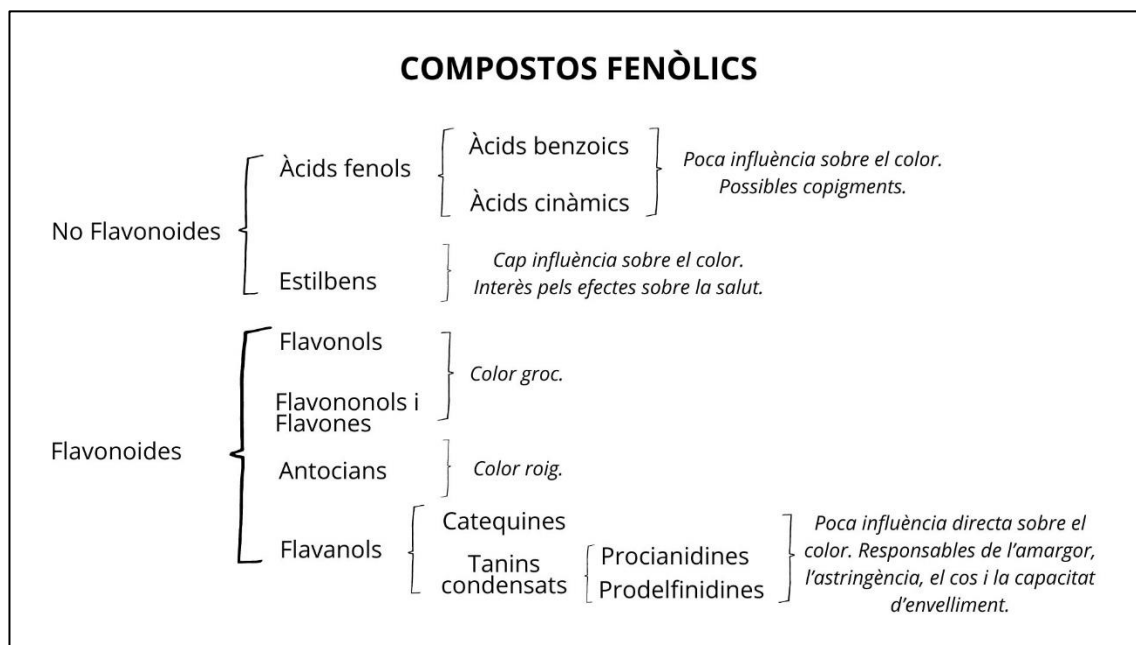 COMPOSTOS FENÒLICS
No Flavonoides
Àcids fenols
Àcids benzoics
Àcids cinàmics
Poca influència sobre el color.
Possibles copigments.
Estilbens
Cap influència sobre el color.
Interès pels efectes sobre la salut.
Flavonoides
Flavonols
Flavononols i
Flavones
Color groc.
Antocians
Color roig.
Flavanols
Catequines
Tanins
condensats
Procianidines
Prodelfinidines
Poca influència directa sobre el
color. Responsables de l’amargor,
l’astringència, el cos i la capacitat
d’envelliment.